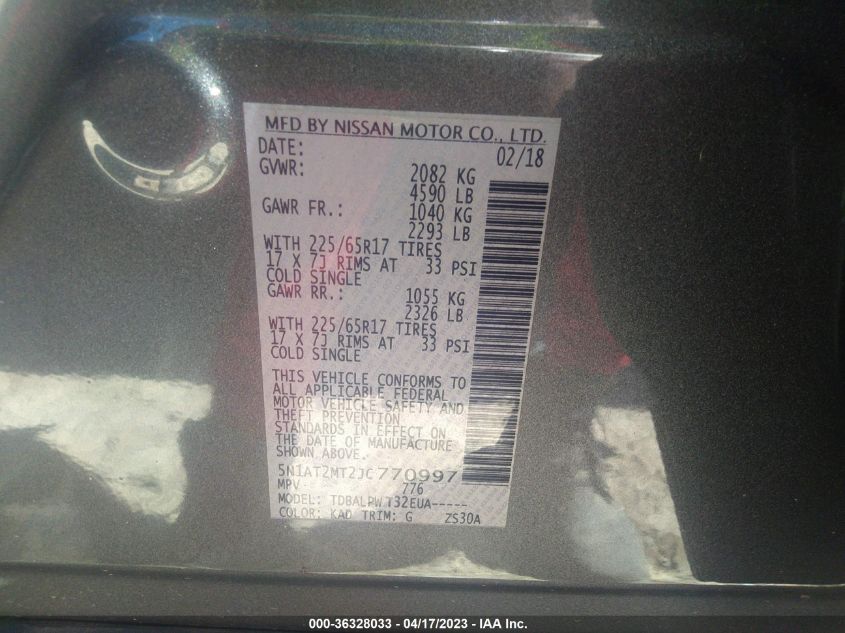 MFD BY NISSAN MOTOR CO., LTD.
DATE: 02/18
GVWR: 2082 KG
4590 LB
GAWR FR.: 1040 KG
2293 LB
WITH 225/65R17 TIRES
17 X 7J RIMS AT 33 PSI
COLD SINGLE
GAWR RR.: 1055 KG
2326 LB
WITH 225/65R17 TIRES
17 X 7J RIMS AT 33 PSI
COLD SINGLE
THIS VEHICLE CONFORMS TO
ALL APPLICABLE FEDERAL
MOTOR VEHICLE SAFETY AND
THEFT PREVENTION
STANDARDS IN EFFECT ON
THE DATE OF MANUFACTURE
SHOWN ABOVE.
5N1AT2MT2JC770997
MPV 776
MODEL: TDBALPWT32EUA-----
COLOR: KAD TRIM: G ZS30A
000-36328033 - 04/17/2023 - IAA Inc.